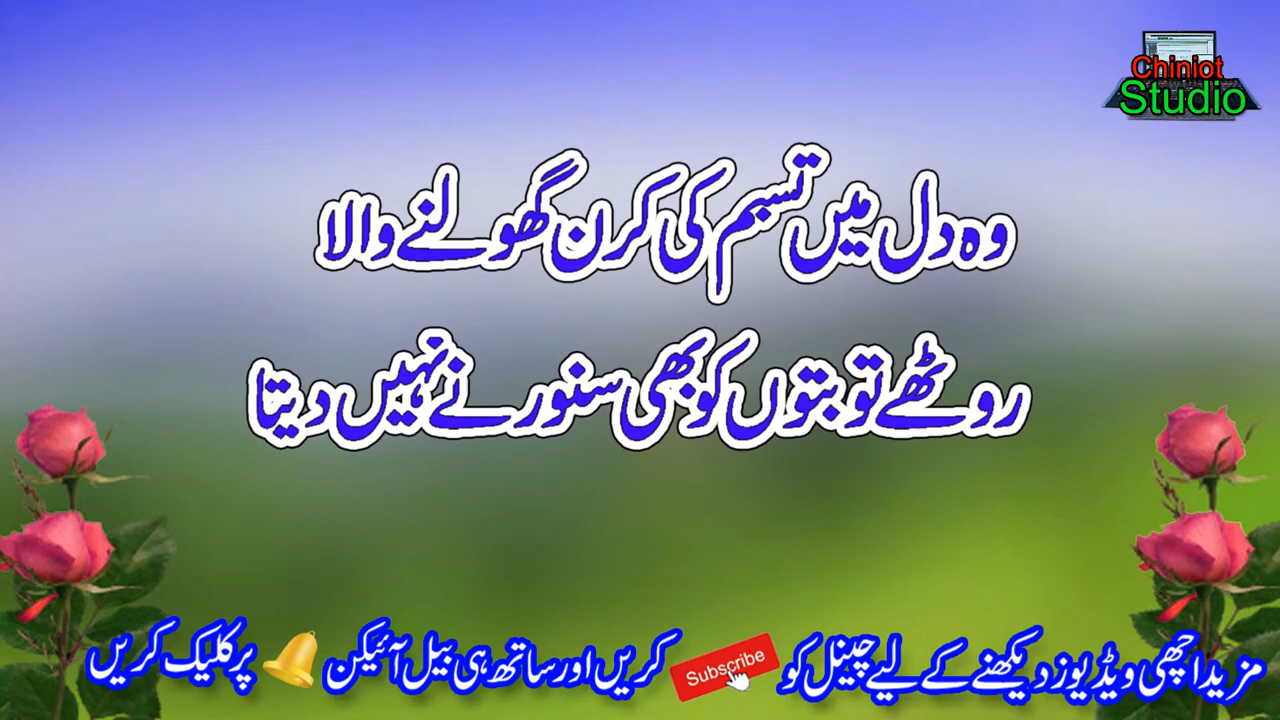 Chiniot
Studio
وہ دل میں تبسم کی کرن گھولنے والا
روٹھے تو بتوں کو بھی سنورنے نہیں دیتا
مزید اچھی ویڈیوز دیکھنے کے لیے چینل کو Subscribe کریں اور ساتھ ہی بیل آئیکن 🔔 پر کلیک کریں